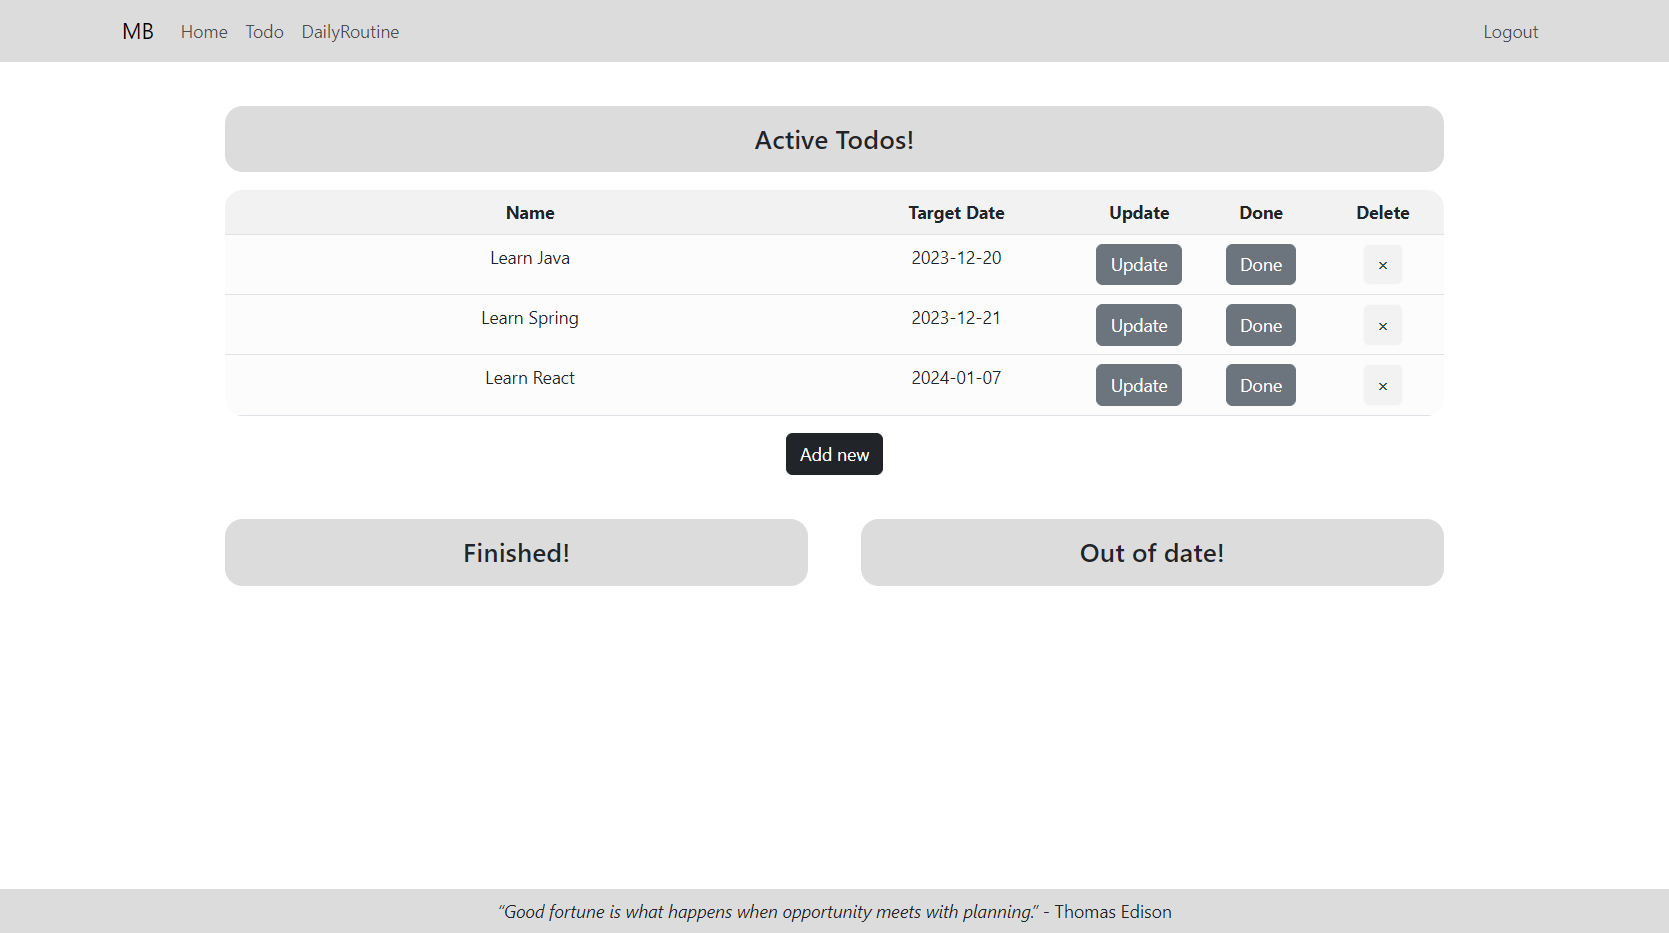 MB Home Todo DailyRoutine Logout
Active Todos!
Name Target Date Update Done Delete
Learn Java 2023-12-20 Update Done ×
Learn Spring 2023-12-21 Update Done ×
Learn React 2024-01-07 Update Done ×
Add new
Finished! Out of date!
“Good fortune is what happens when opportunity meets with planning.” - Thomas Edison